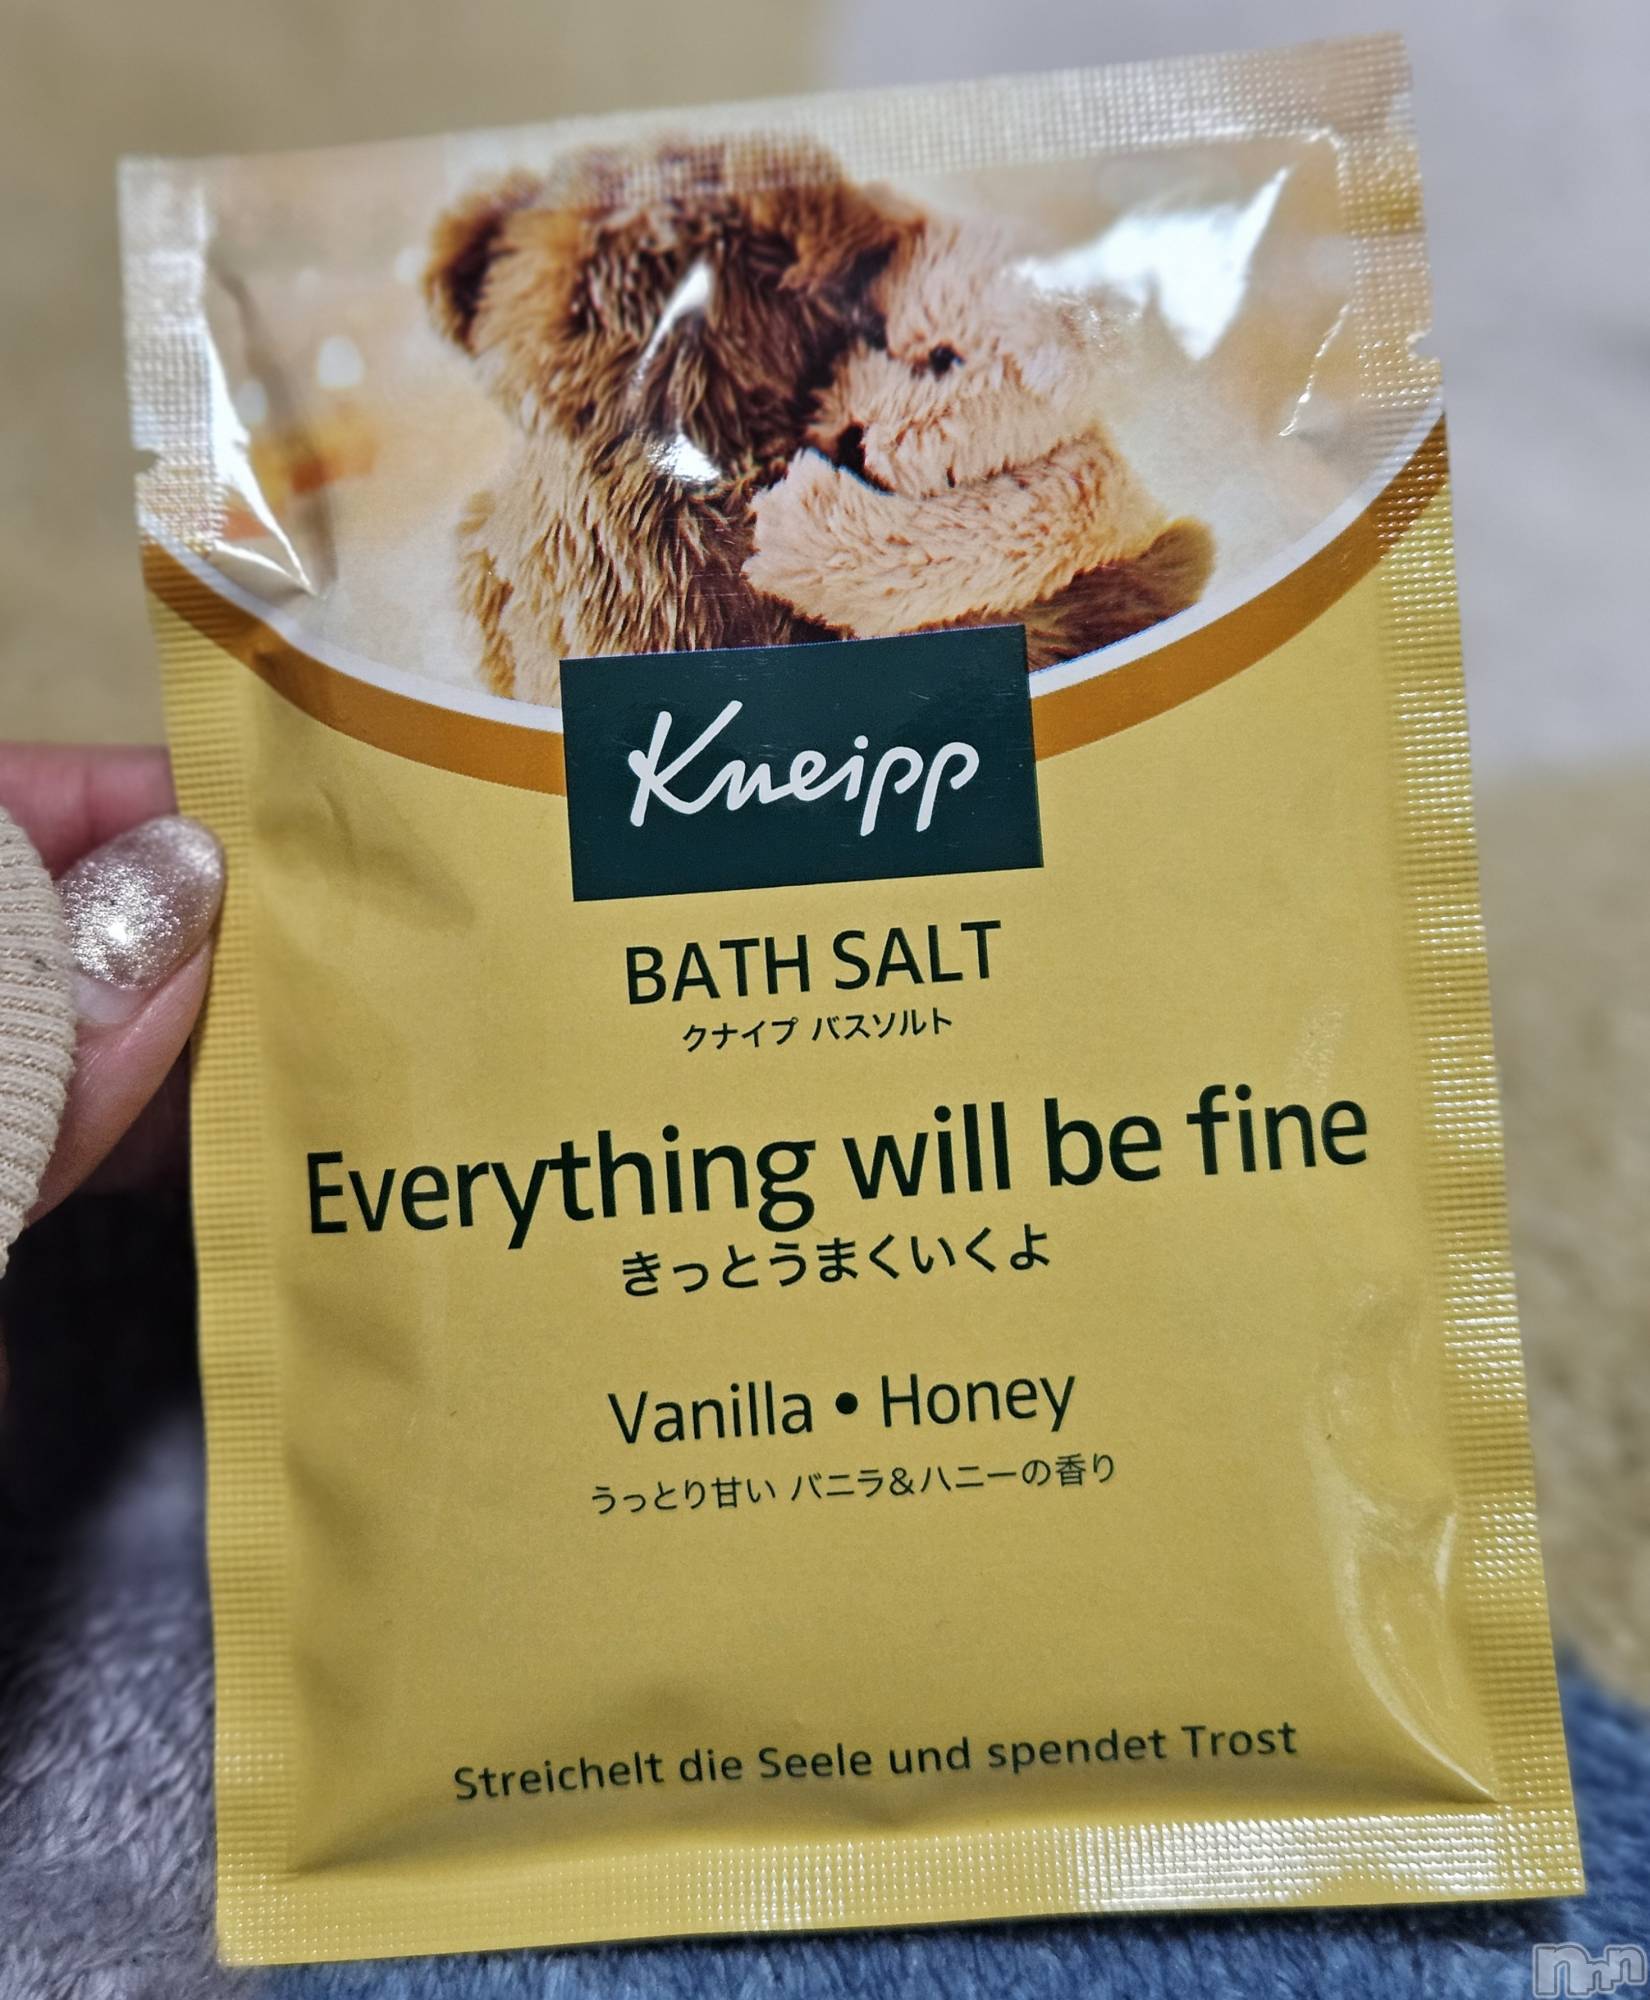 Kneipp
BATH SALT
クナイプ バスソルト
Everything will be fine
きっとうまくいくよ
Vanilla • Honey
うっとり甘い バニラ&ハニーの香り
Streichelt die Seele und spendet Trost